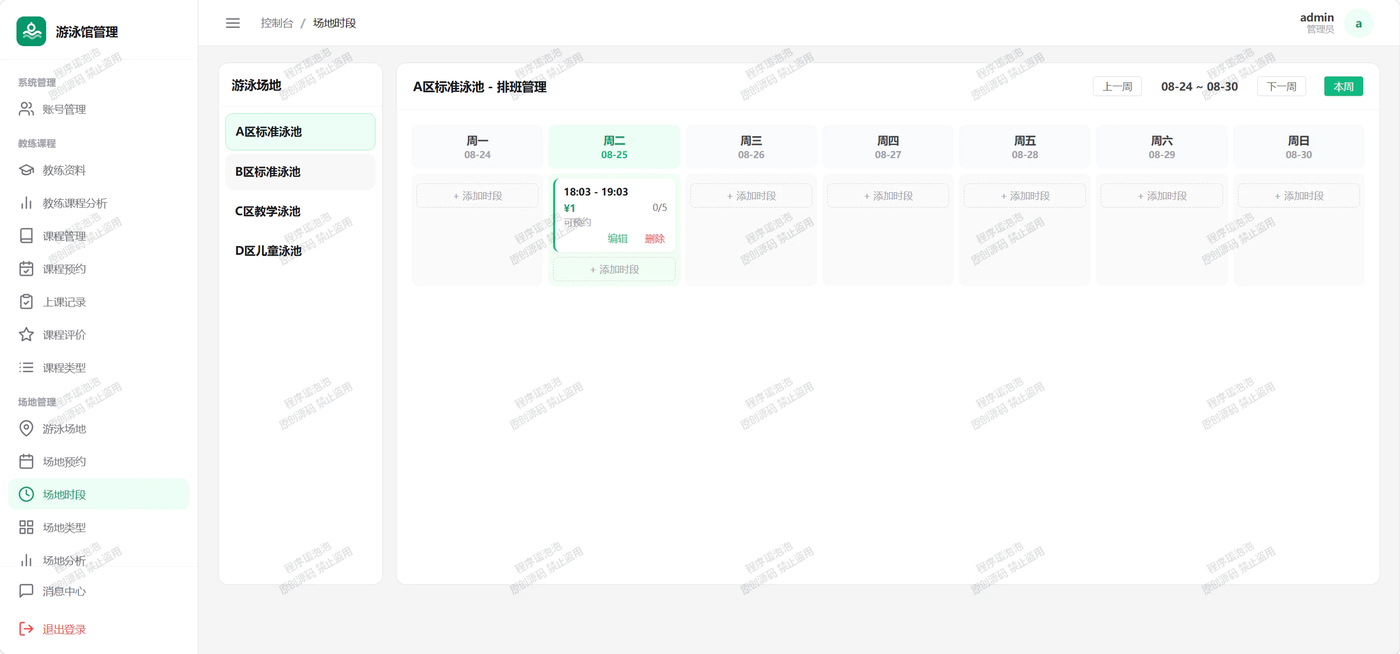 游泳馆管理
系统管理
账号管理
教练课程
教练资料
教练课程分析
课程管理
课程预约
上课记录
课程评价
课程类型
场地管理
游泳场地
场地预约
场地时段
场地类型
场地分析
消息中心
退出登录
控制台 / 场地时段
admin
管理员
a
游泳场地
A区标准泳池
B区标准泳池
C区教学泳池
D区儿童泳池
A区标准泳池 - 排班管理
上一周
08-24 ~ 08-30
下一周
本周
周一
08-24
周二
08-25
周三
08-26
周四
08-27
周五
08-28
周六
08-29
周日
08-30
+ 添加时段
18:03 - 19:03
¥1
0/5
可预约
编辑
删除
+ 添加时段
+ 添加时段
+ 添加时段
+ 添加时段
+ 添加时段
+ 添加时段
原创源码 禁止盗用